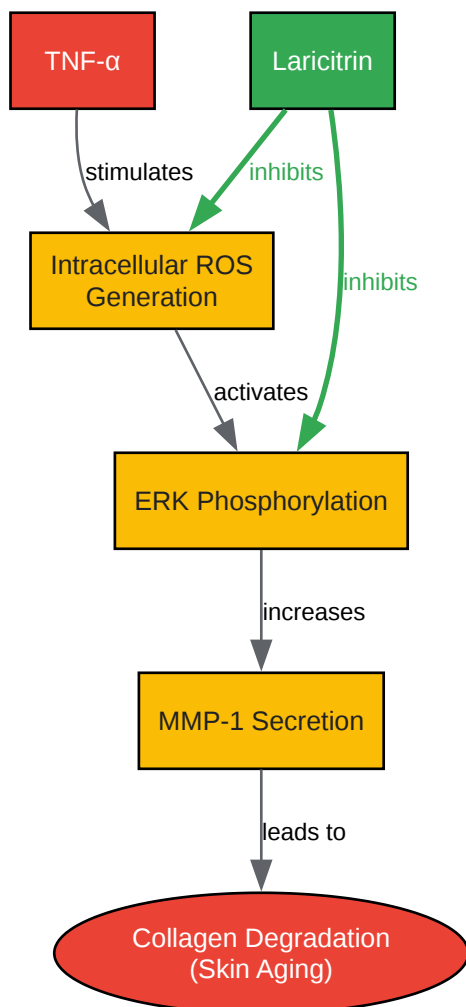 TNF-α
Laricitrin
stimulates
inhibits
Intracellular ROS
Generation
inhibits
activates
ERK Phosphorylation
increases
MMP-1 Secretion
leads to
Collagen Degradation
(Skin Aging)